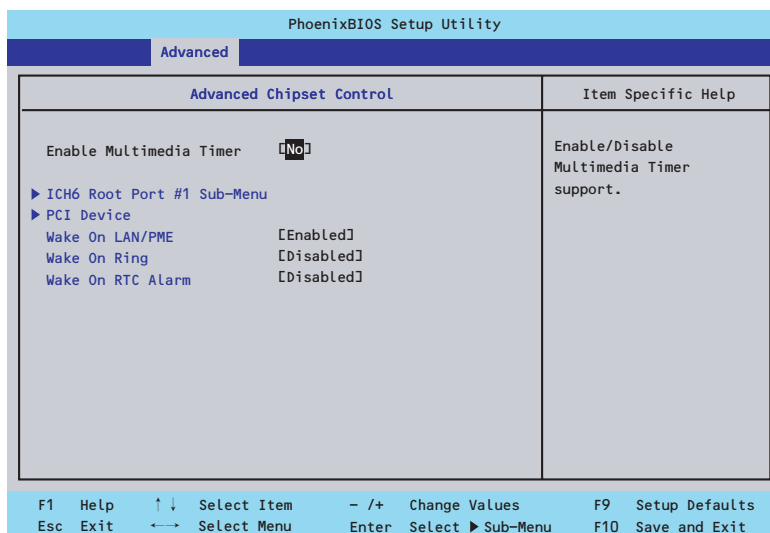 PhoenixBIOS Setup Utility
Advanced
Advanced Chipset Control
Item Specific Help
Enable Multimedia Timer [No]
▶ ICH6 Root Port #1 Sub-Menu
▶ PCI Device
Wake On LAN/PME [Enabled]
Wake On Ring [Disabled]
Wake On RTC Alarm [Disabled]
Enable/Disable
Multimedia Timer
support.
F1 Help ↑↓ Select Item - /+ Change Values F9 Setup Defaults
Esc Exit ←→ Select Menu Enter Select ▶ Sub-Menu F10 Save and Exit